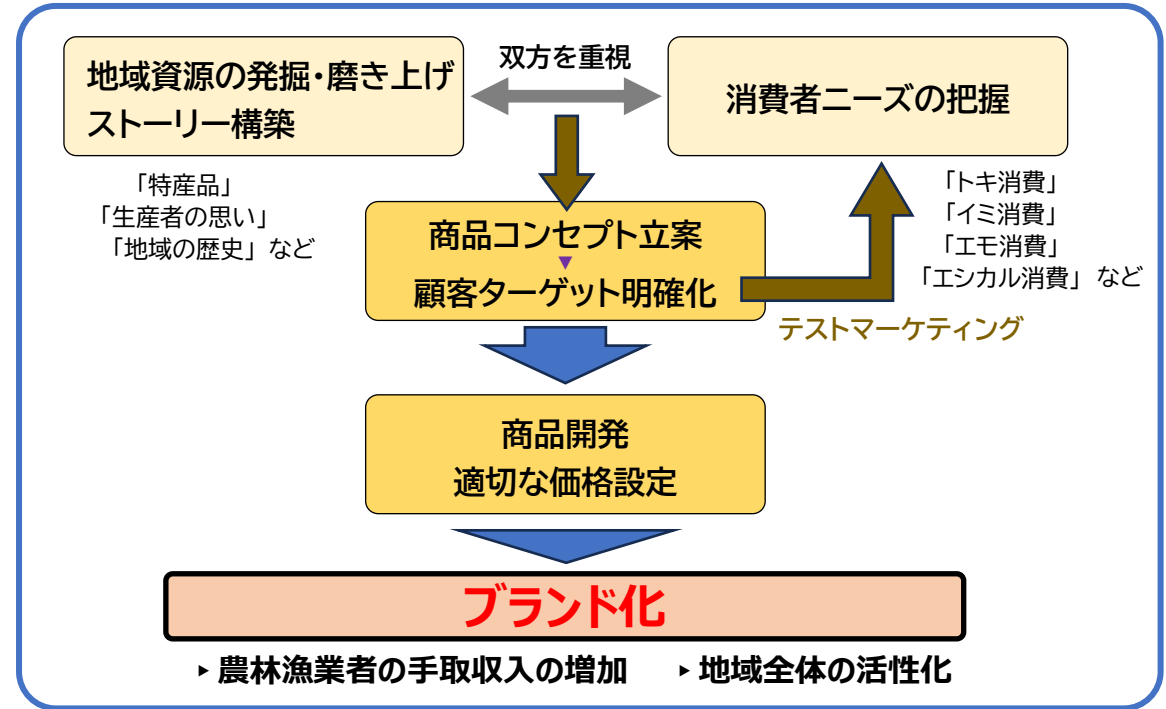 地域資源の発掘・磨き上げ
ストーリー構築
双方を重視
消費者ニーズの把握
「特産品」
「生産者の思い」
「地域の歴史」など
「トキ消費」
「イミ消費」
「エモ消費」
「エシカル消費」など
商品コンセプト立案
▼
顧客ターゲット明確化
テストマーケティング
商品開発
適切な価格設定
ブランド化
▸ 農林漁業者の手取収入の増加 ▸ 地域全体の活性化